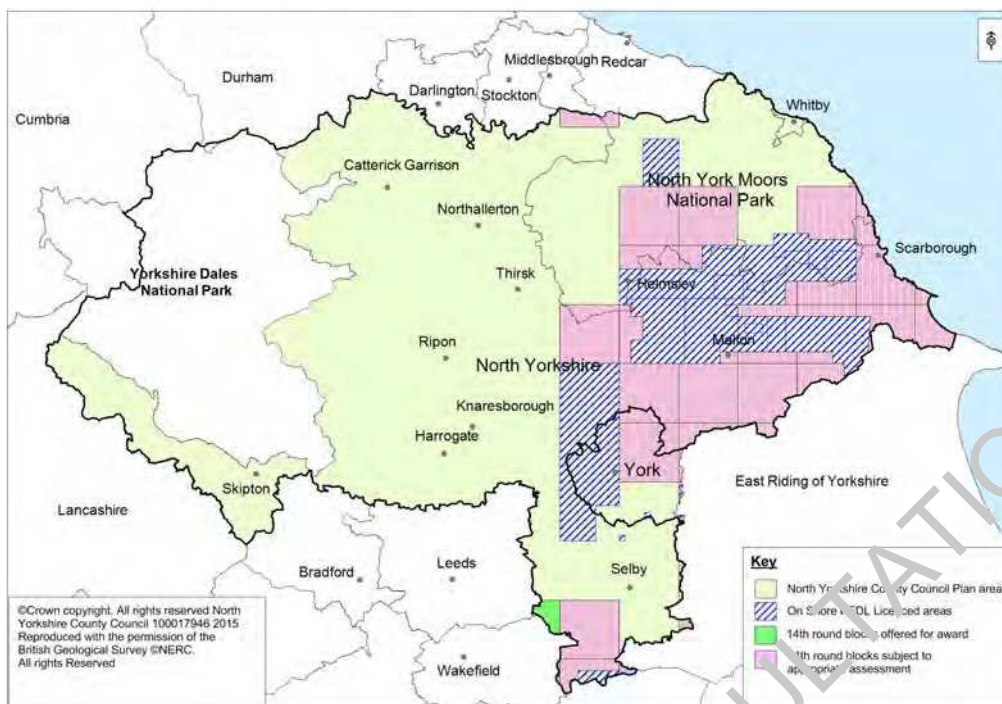 Durham
Middlesbrough
Redcar
Darlington
Stockton
Cumbria
Whitby
Catterick Garrison
North York Moors
National Park
Northallerton
Scarborough
Yorkshire Dales
National Park
Thirsk
Helmsley
Ripon
North Yorkshire
Malton
Knaresborough
Harrogate
York
Skipton
East Riding of Yorkshire
Lancashire
Bradford
Leeds
Selby
Wakefield
©Crown copyright. All rights reserved North
Yorkshire County Council 100017946 2015
Reproduced with the permission of the
British Geological Survey ©NERC.
All rights Reserved
Key
North Yorkshire County Council Plan area
On Shore Licenced areas
14th round blocks offered for award
round blocks subject to
appropriate assessment